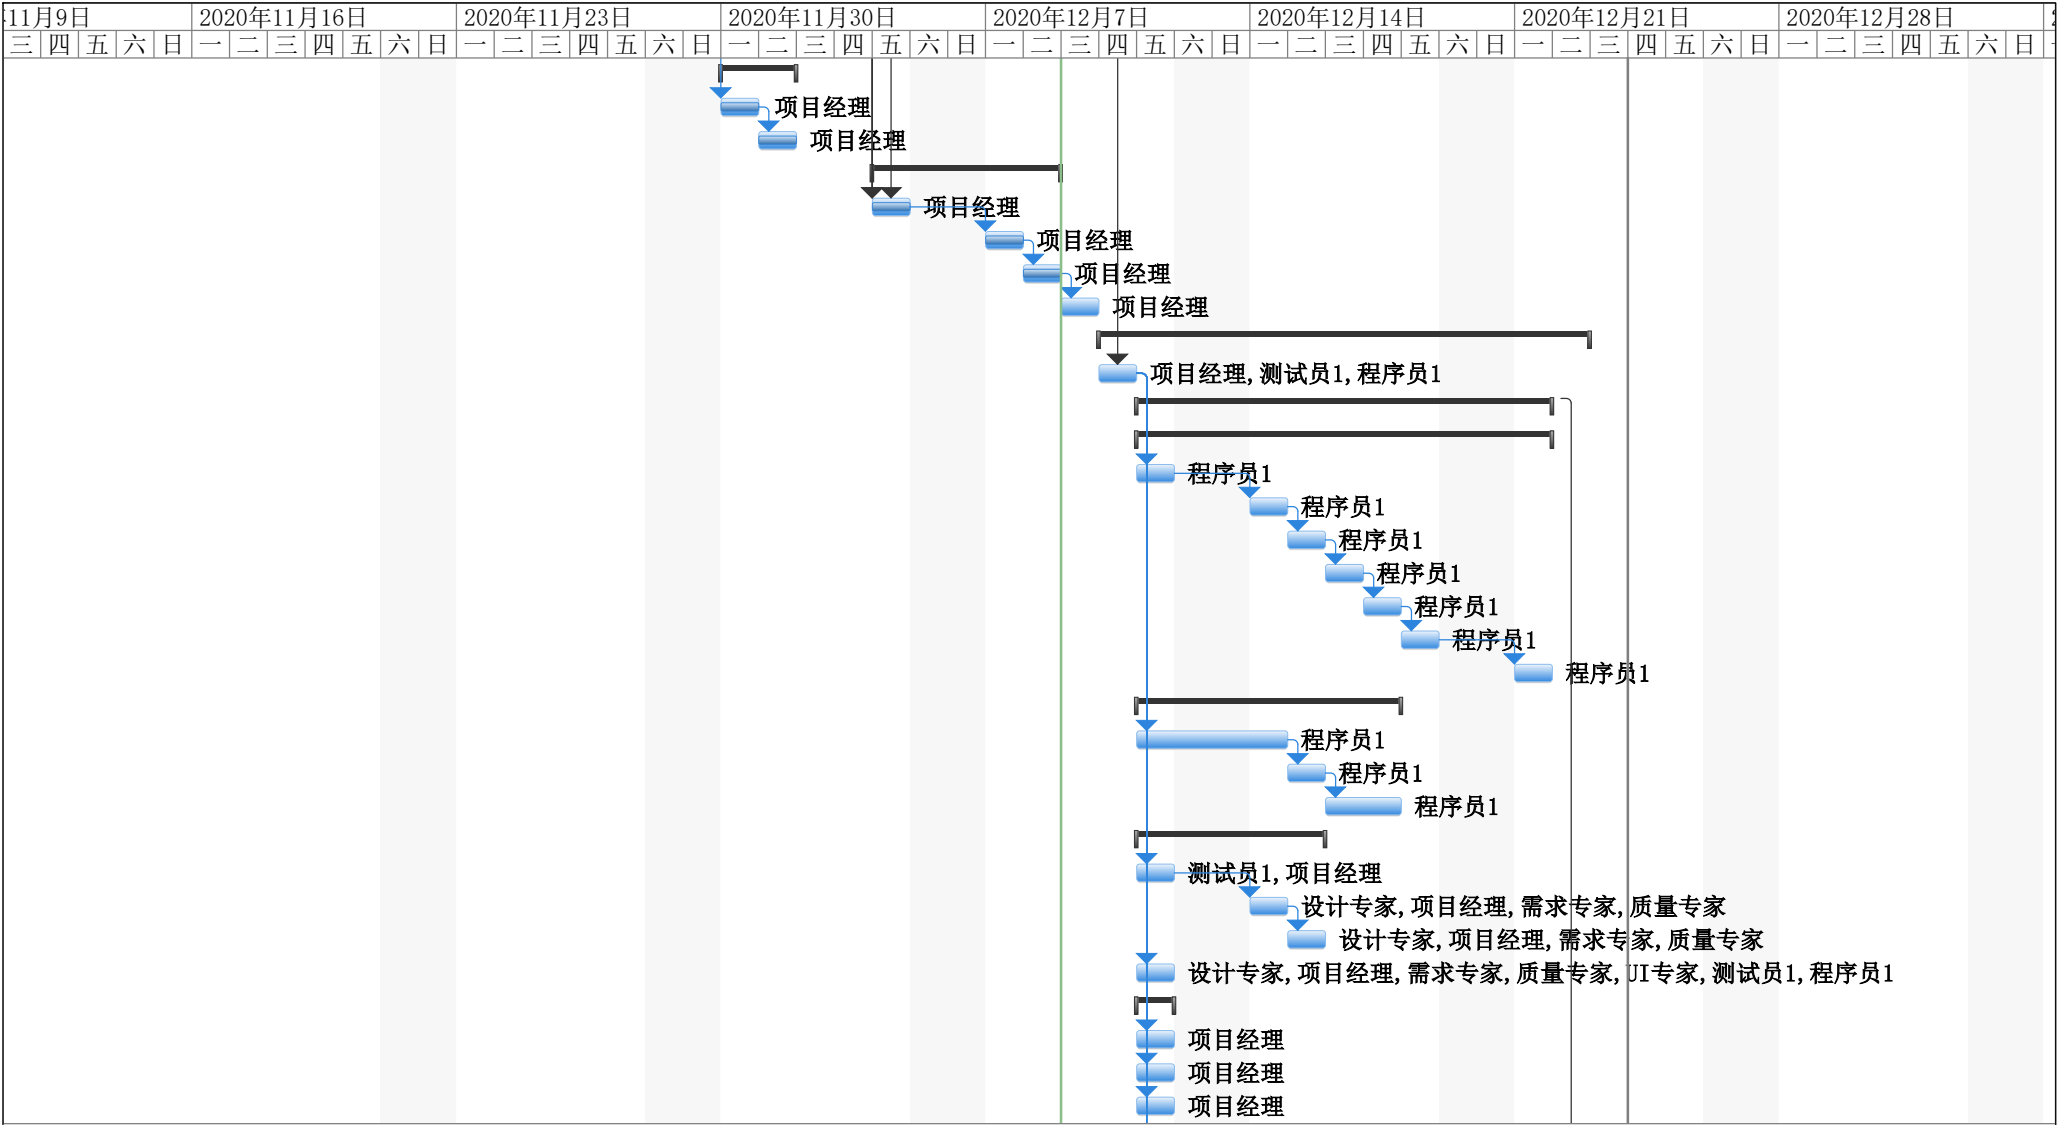 11月9日 2020年11月16日 2020年11月23日 2020年11月30日 2020年12月7日 2020年12月14日 2020年12月21日 2020年12月28日
三 四 五 六 日 一 二 三 四 五 六 日 一 二 三 四 五 六 日 一 二 三 四 五 六 日 一 二 三 四 五 六 日 一 二 三 四 五 六 日 一 二 三 四 五 六 日 一 二 三 四 五 六 日
项目经理
项目经理
项目经理
项目经理
项目经理
项目经理
项目经理,测试员1,程序员1
程序员1
程序员1
程序员1
程序员1
程序员1
程序员1
程序员1
程序员1
程序员1
程序员1
测试员1,项目经理
设计专家,项目经理,需求专家,质量专家
设计专家,项目经理,需求专家,质量专家
设计专家,项目经理,需求专家,质量专家,UI专家,测试员1,程序员1
项目经理
项目经理
项目经理